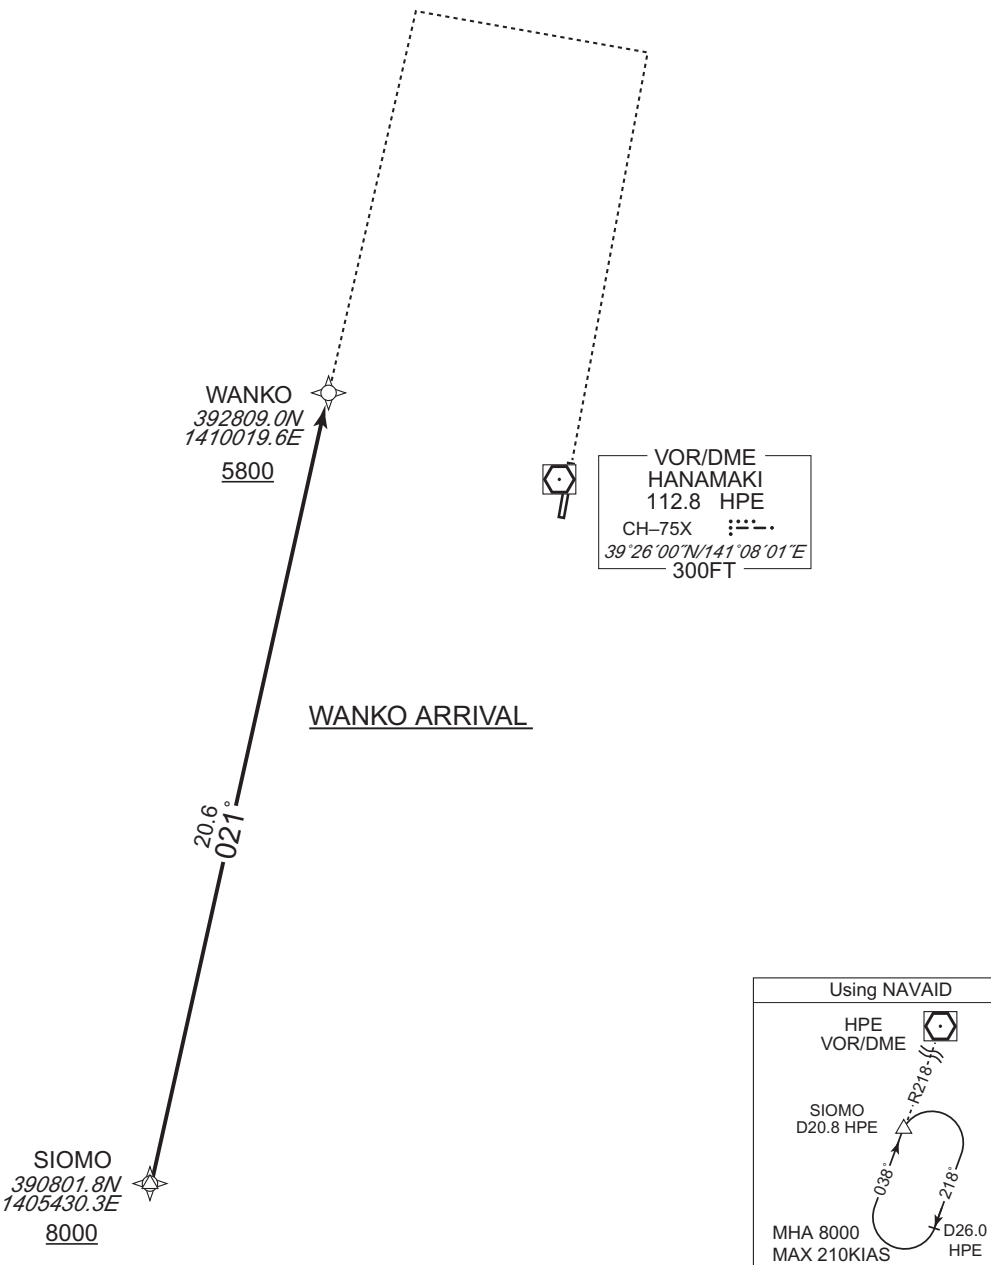 WANKO
392809.0N
1410019.6E
5800
VOR/DME
HANAMAKI
112.8 HPE
CH–75X
39°26´00˝N/141°08´01˝E
300FT
WANKO ARRIVAL
20.6
021°
SIOMO
390801.8N
1405430.3E
8000
Using NAVAID
HPE
VOR/DME
R218
SIOMO
D20.8 HPE
038°
218°
D26.0
HPE
MHA 8000
MAX 210KIAS